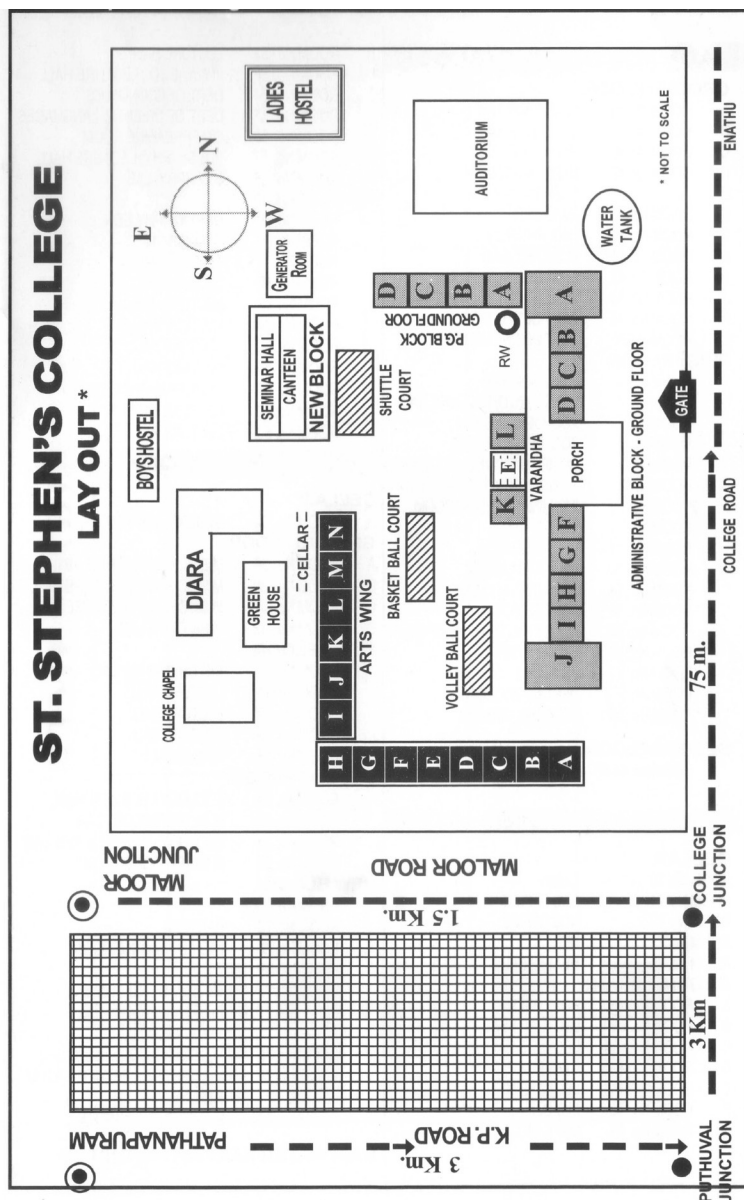 ST. STEPHEN'S COLLEGE
LAY OUT *
LADIES
HOSTEL
N
E
W
S
GENERATOR
ROOM
AUDITORIUM
* NOT TO SCALE
ENATHU
WATER
TANK
BOYS HOSTEL
SEMINAR HALL
CANTEEN
NEW BLOCK
SHUTTLE
COURT
D
C
B
A
P.G. BLOCK
GROUND FLOOR
RW
A
B
C
D
GATE
DIARA
GREEN
HOUSE
= CELLAR =
COLLEGE CHAPEL
I J K L M N
ARTS WING
BASKET BALL COURT
VOLLEY BALL COURT
K E L
VARANDHA
PORCH
J I H G F
ADMINISTRATIVE BLOCK - GROUND FLOOR
COLLEGE ROAD
75 m.
H
G
F
E
D
C
B
A
MALOOR
JUNCTION
MALOOR ROAD
1.5 Km.
COLLEGE
JUNCTION
3 Km
PATHANAPURAM
K.P. ROAD
3 Km.
PUTHUVAL
JUNCTION